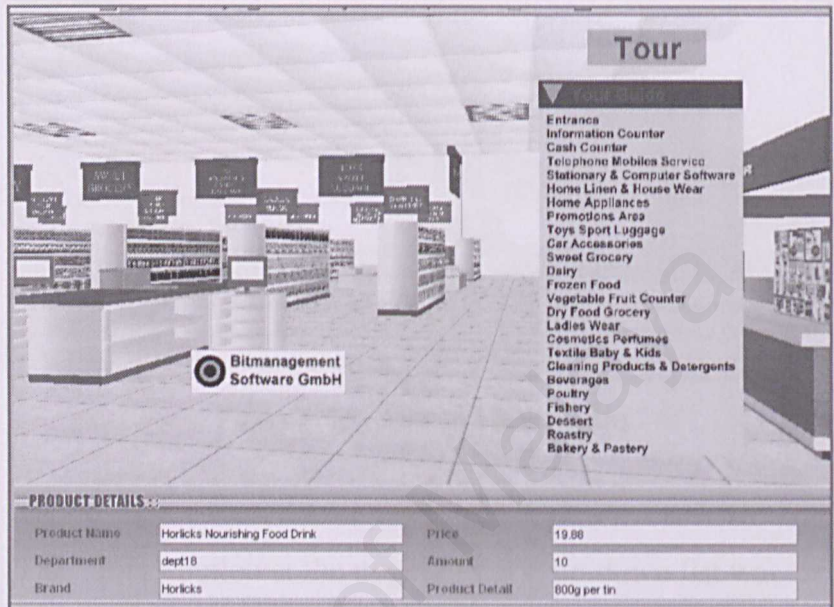 Tour
Your Guide
Entrance
Information Counter
Cash Counter
Telephone Mobiles Service
Stationary & Computer Software
Home Linen & House Wear
Home Appliances
Promotions Area
Toys Sport Luggage
Car Accessories
Sweet Grocery
Dairy
Frozen Food
Vegetable Fruit Counter
Dry Food Grocery
Ladies Wear
Cosmetics Perfumes
Textile Baby & Kids
Cleaning Products & Detergents
Beverages
Poultry
Fishery
Dessert
Roastry
Bakery & Pastery
SWEET
GROCERY
Bitmanagement
Software GmbH
of Malaya
PRODUCT DETAILS ::
Product Name Horlicks Nourishing Food Drink Price 19.88
Department dept18 Amount 10
Brand Horlicks Product Detail 800g per tin